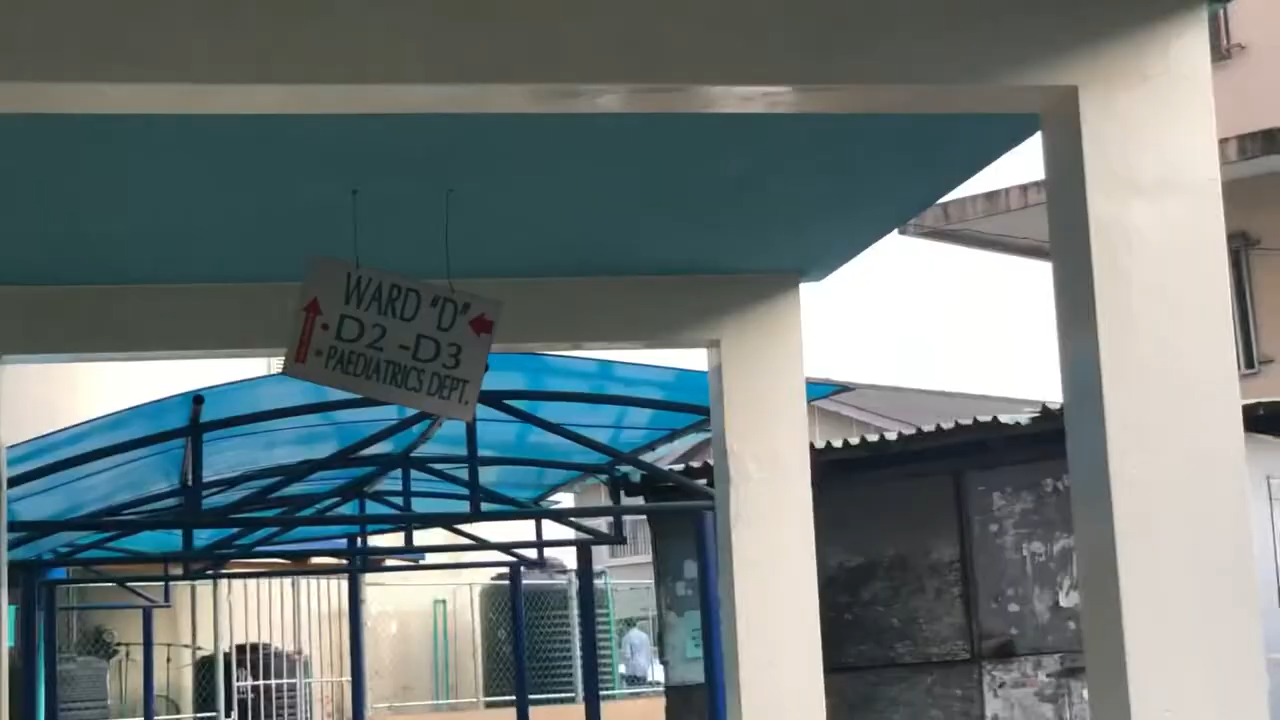 WARD "D"
• D2 -D3
• PAEDIATRICS DEPT.